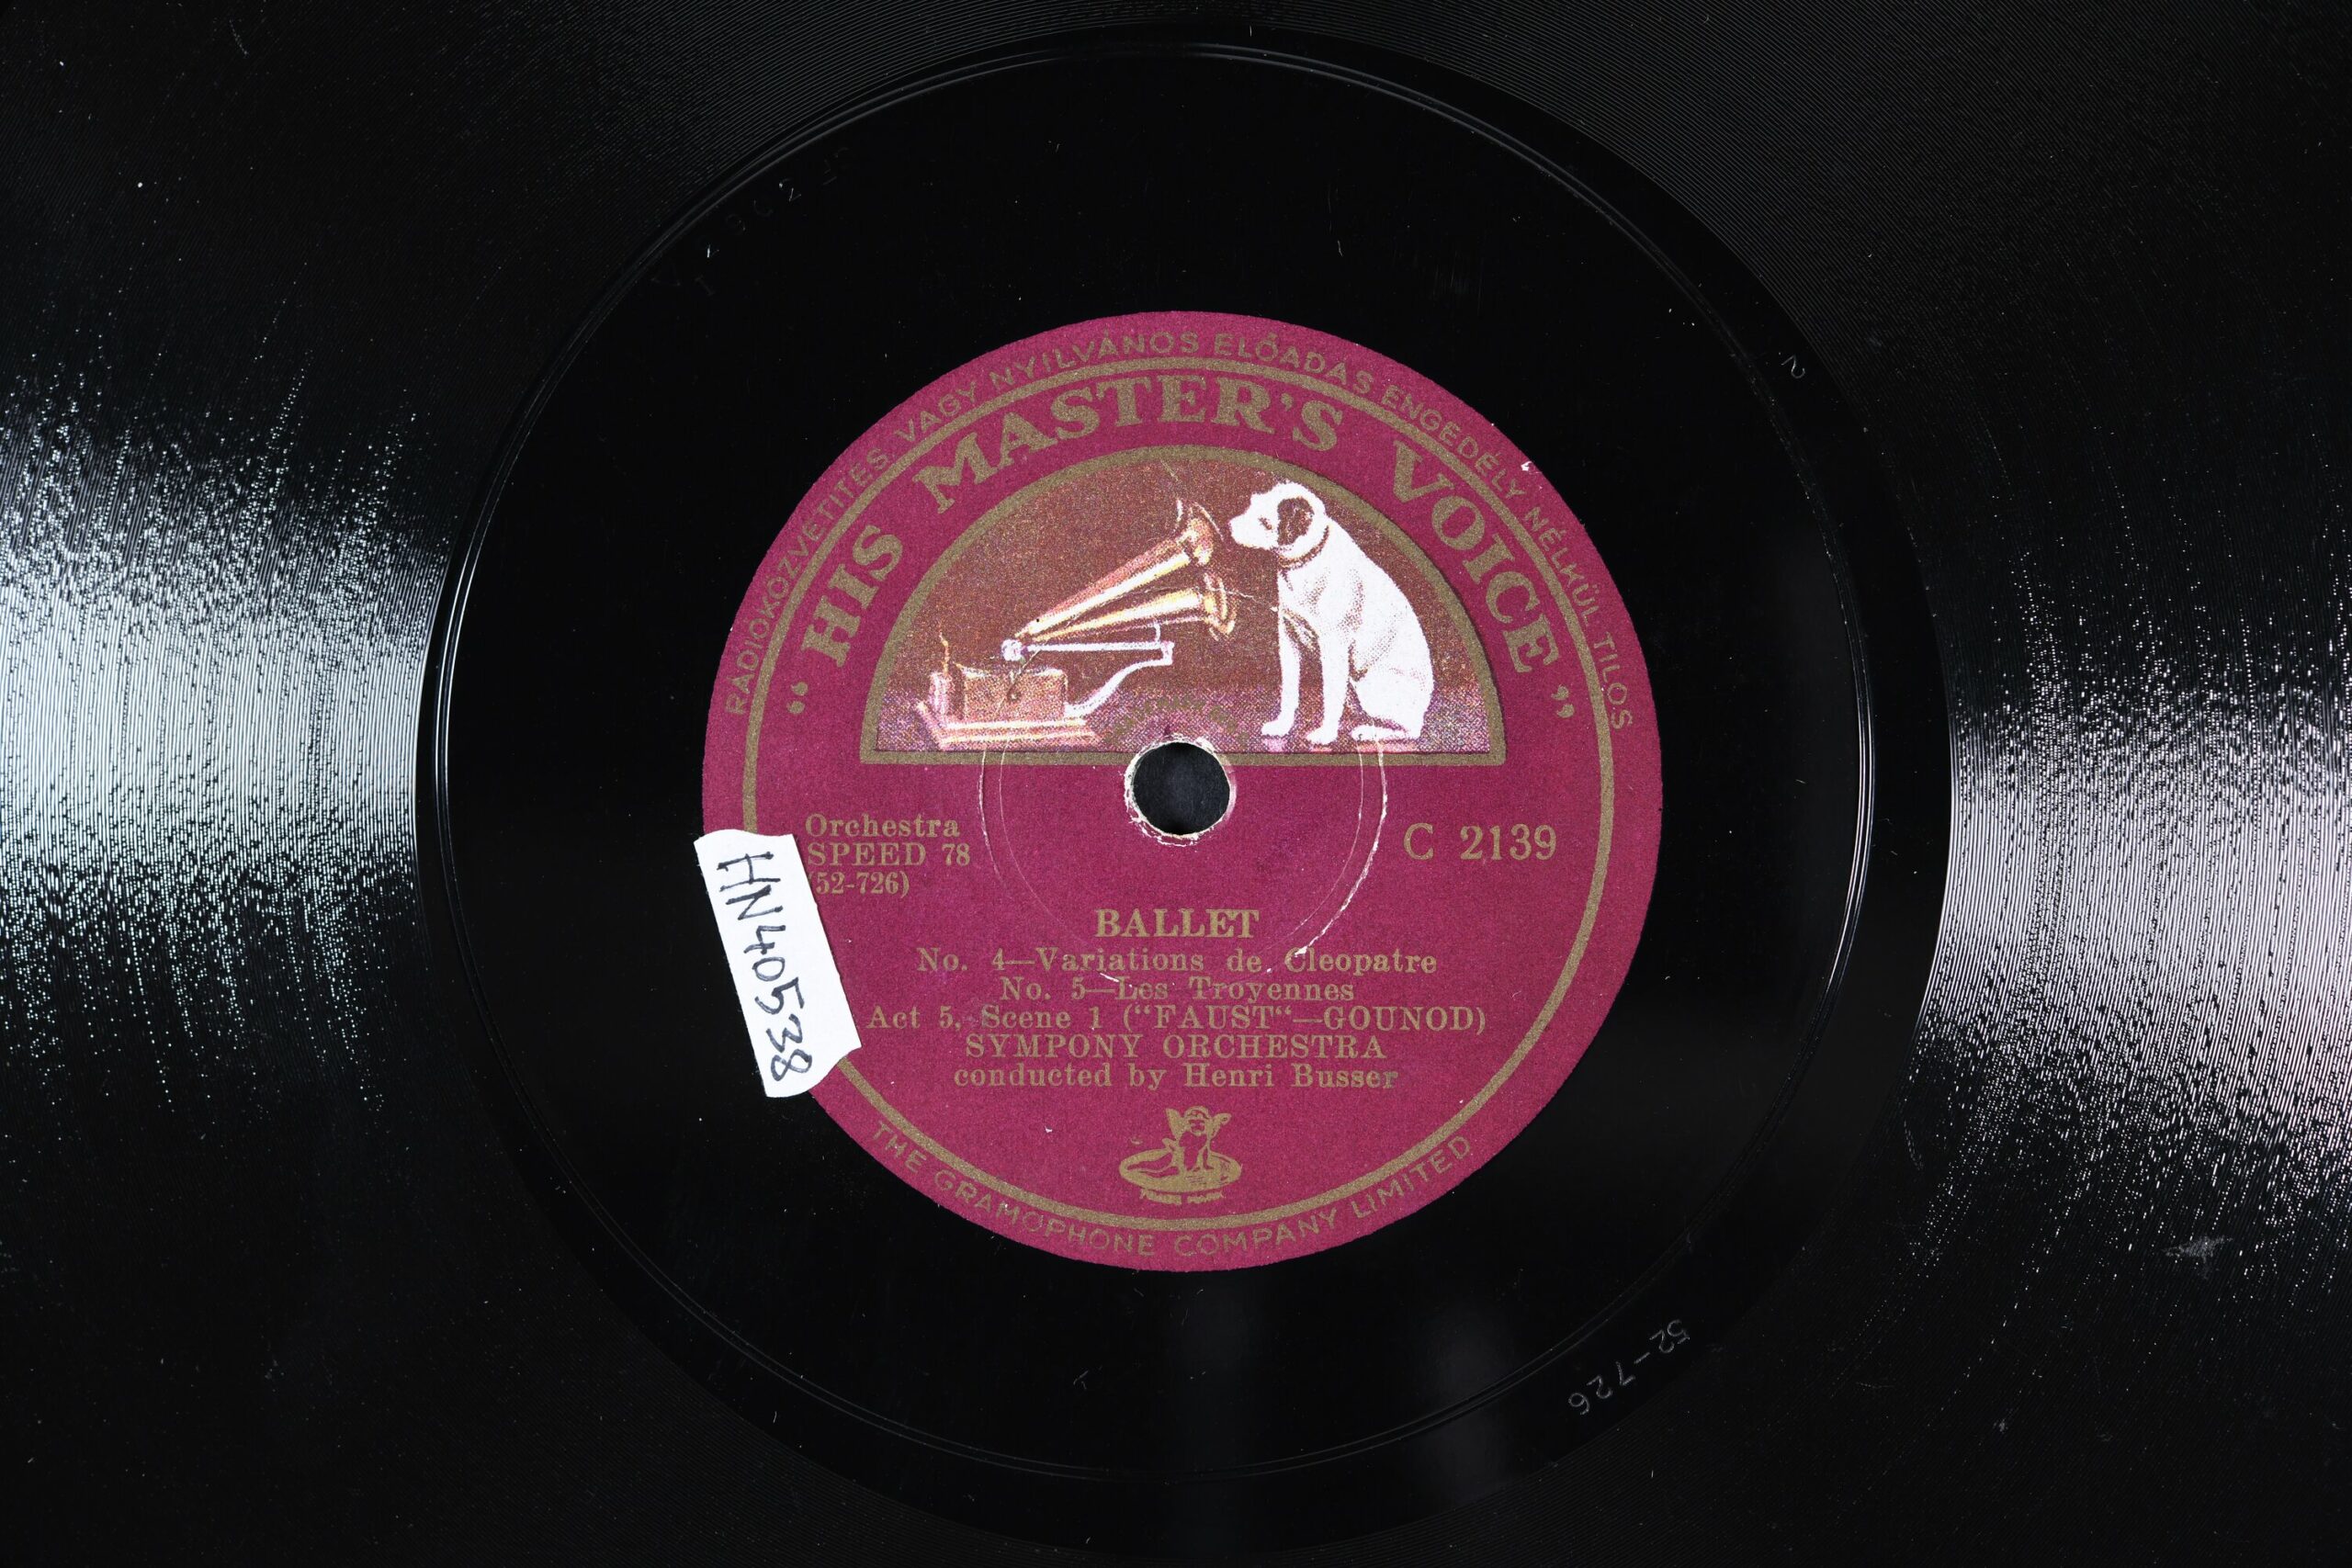 RÁDIÓKÖZVETITÉS VAGY NYILVÁNOS ELŐADÁS ENGEDÉLY NÉLKÜL TILOS
“HIS MASTER'S VOICE”
Orchestra
SPEED 78
(52-726)
C 2139
HN40538
BALLET
No. 4—Variations de Cleopatre
No. 5—Les Troyennes
Act 5, Scene 1 (“FAUST“—GOUNOD)
SYMPONY ORCHESTRA
conducted by Henri Busser
THE GRAMOPHONE COMPANY LIMITED
52-726
2